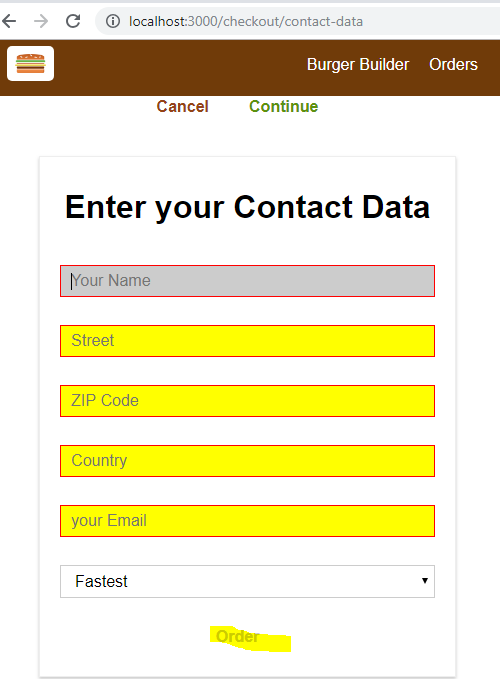 localhost:3000/checkout/contact-data
Burger Builder Orders
Cancel Continue
Enter your Contact Data
Your Name
Street
ZIP Code
Country
your Email
Fastest
Order